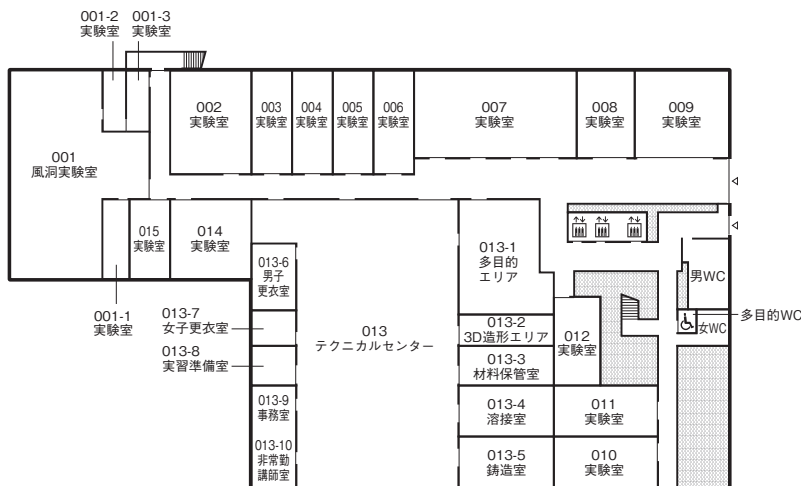 001-2
実験室
001-3
実験室
002
実験室
003
実験室
004
実験室
005
実験室
006
実験室
007
実験室
008
実験室
009
実験室
001
風洞実験室
015
実験室
014
実験室
001-1
実験室
013-6
男子
更衣室
013-7
女子更衣室
013-8
実習準備室
013-9
事務室
013-10
非常勤
講師室
013
テクニカルセンター
013-1
多目的
エリア
013-2
3D造形エリア
013-3
材料保管室
013-4
溶接室
013-5
鋳造室
012
実験室
011
実験室
010
実験室
男WC
多目的WC
女WC